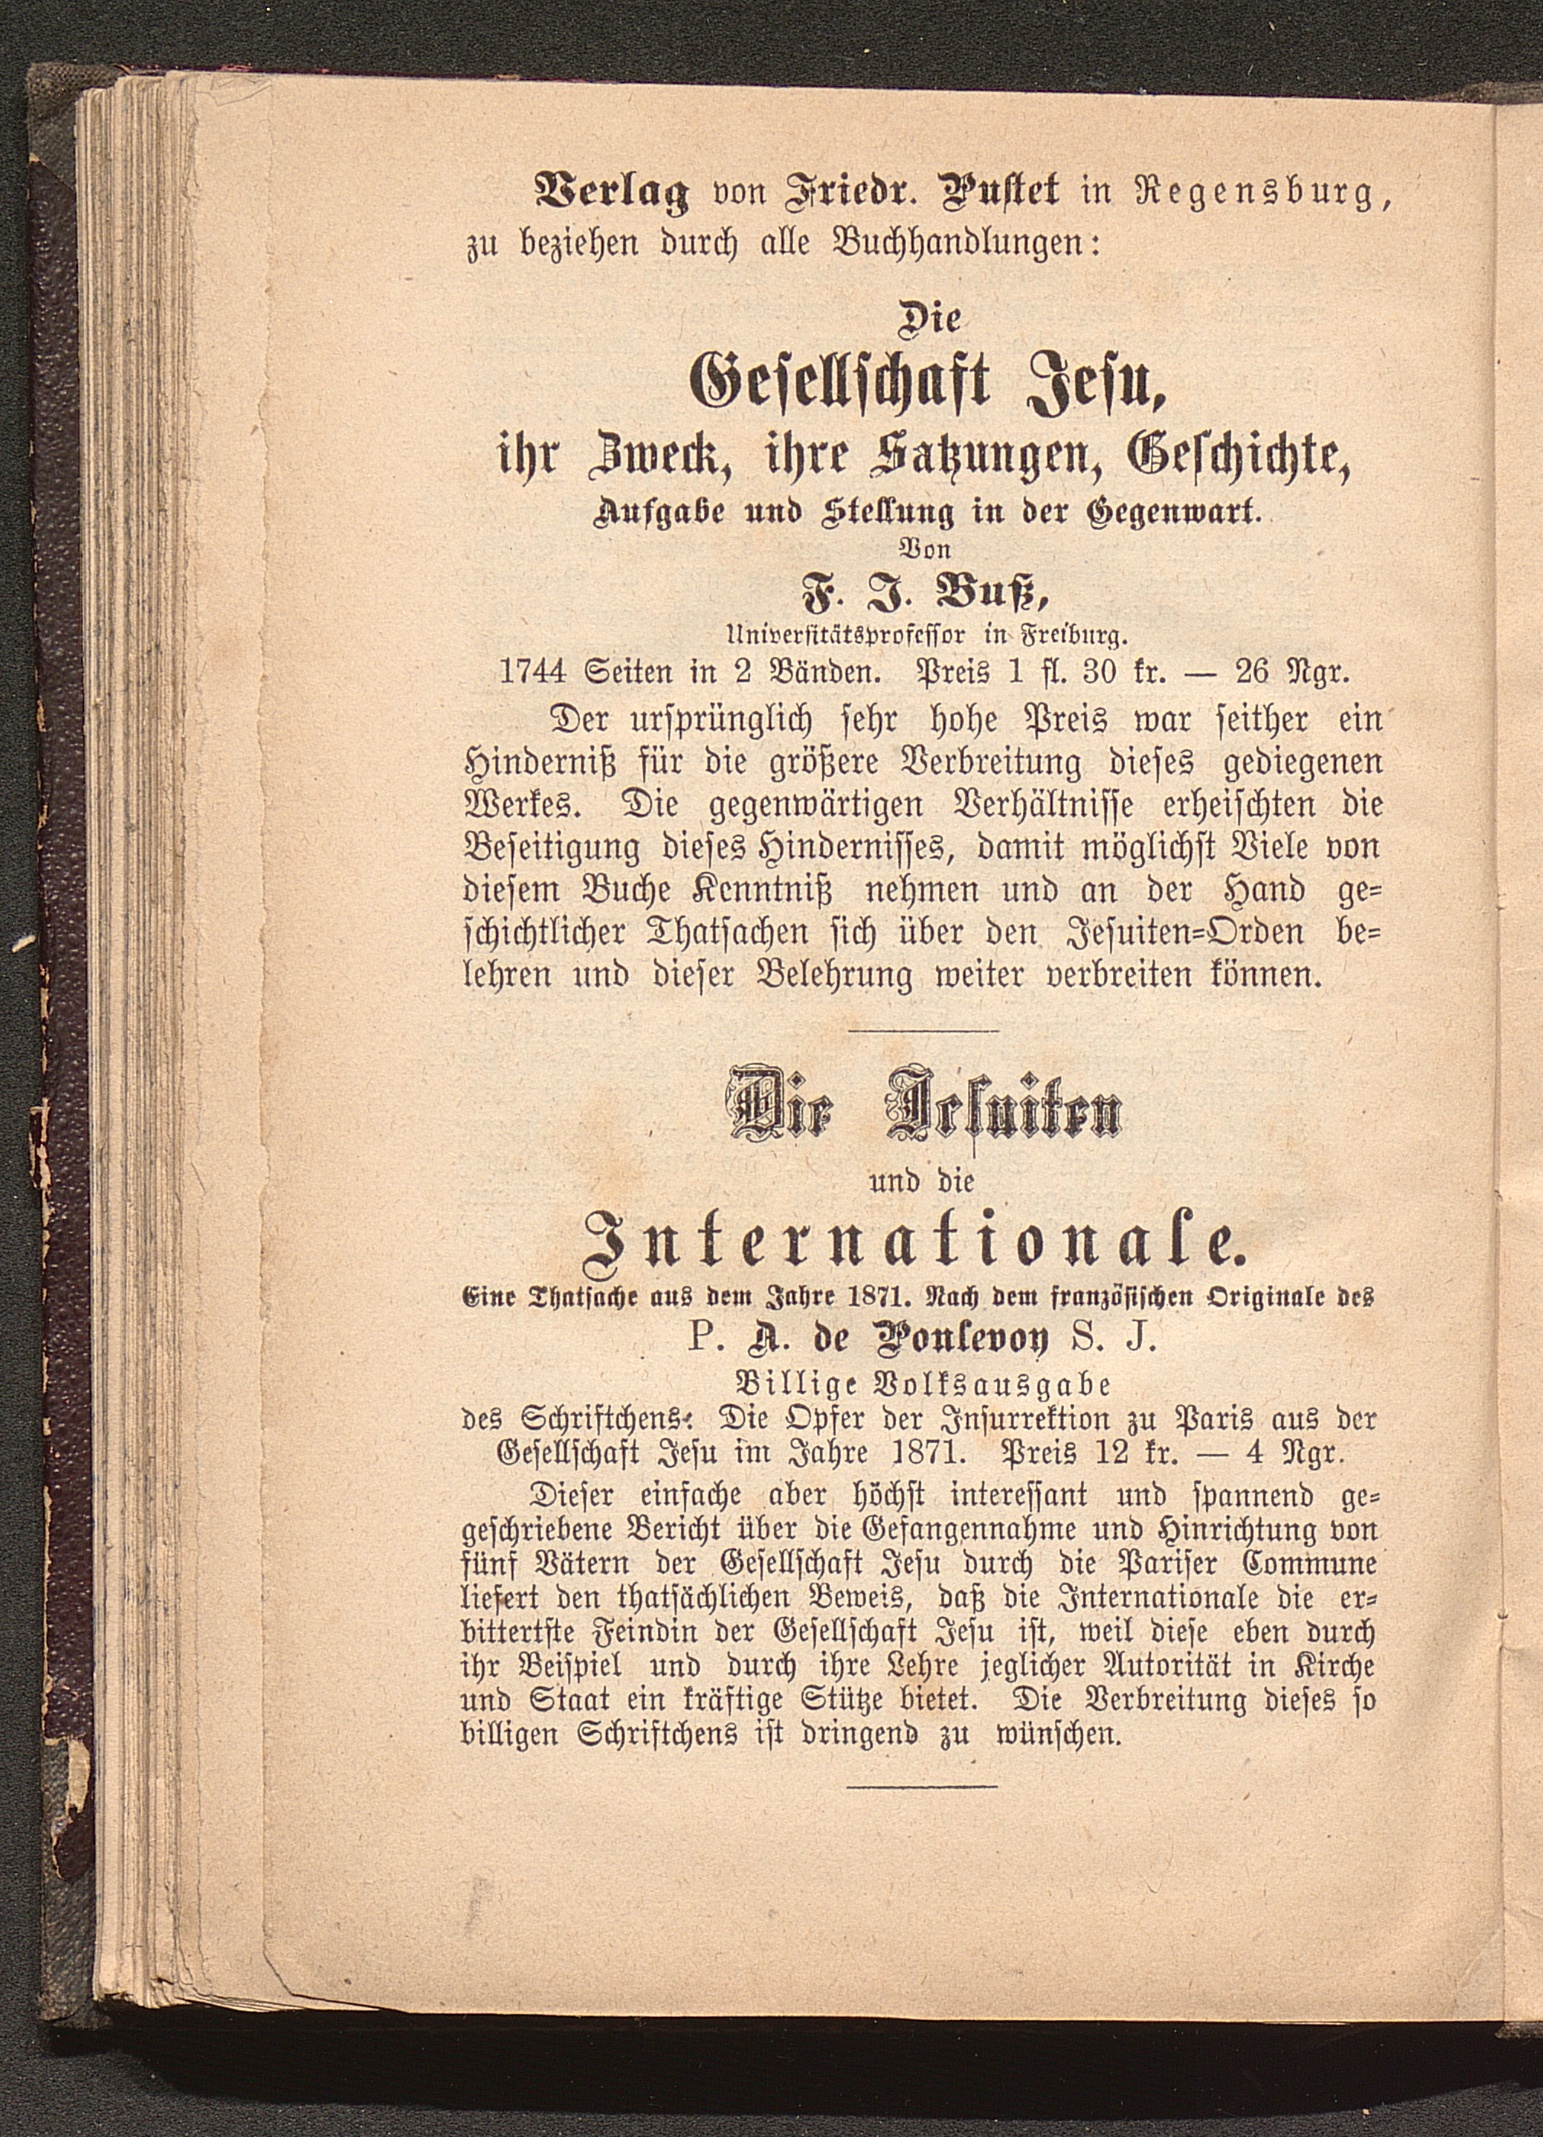 Verlag von Friedr. Pustet in Regensburg,
zu beziehen durch alle Buchhandlungen:
Die
Gesellschaft Jesu,
ihr Zweck, ihre Satzungen, Geschichte,
Aufgabe und Stellung in der Gegenwart.
Von
F. J. Buß,
Universitätsprofessor in Freiburg.
1744 Seiten in 2 Bänden. Preis 1 fl. 30 kr. — 26 Ngr.
Der ursprünglich sehr hohe Preis war seither ein
Hinderniß für die größere Verbreitung dieses gediegenen
Werkes. Die gegenwärtigen Verhältnisse erheischten die
Beseitigung dieses Hindernisses, damit möglichst Viele von
diesem Buche Kenntniß nehmen und an der Hand ge=
schichtlicher Thatsachen sich über den Jesuiten=Orden be=
lehren und dieser Belehrung weiter verbreiten können.
Die Jesuiten
und die
Internationale.
Eine Thatsache aus dem Jahre 1871. Nach dem französischen Originale des
P. A. de Ponlevoy S. J.
Billige Volksausgabe
des Schriftchens: Die Opfer der Insurrektion zu Paris aus der
Gesellschaft Jesu im Jahre 1871. Preis 12 kr. — 4 Ngr.
Dieser einfache aber höchst interessant und spannend ge=
geschriebene Bericht über die Gefangennahme und Hinrichtung von
fünf Vätern der Gesellschaft Jesu durch die Pariser Commune
liefert den thatsächlichen Beweis, daß die Internationale die er=
bittertste Feindin der Gesellschaft Jesu ist, weil diese eben durch
ihr Beispiel und durch ihre Lehre jeglicher Autorität in Kirche
und Staat ein kräftige Stütze bietet. Die Verbreitung dieses so
billigen Schriftchens ist dringend zu wünschen.